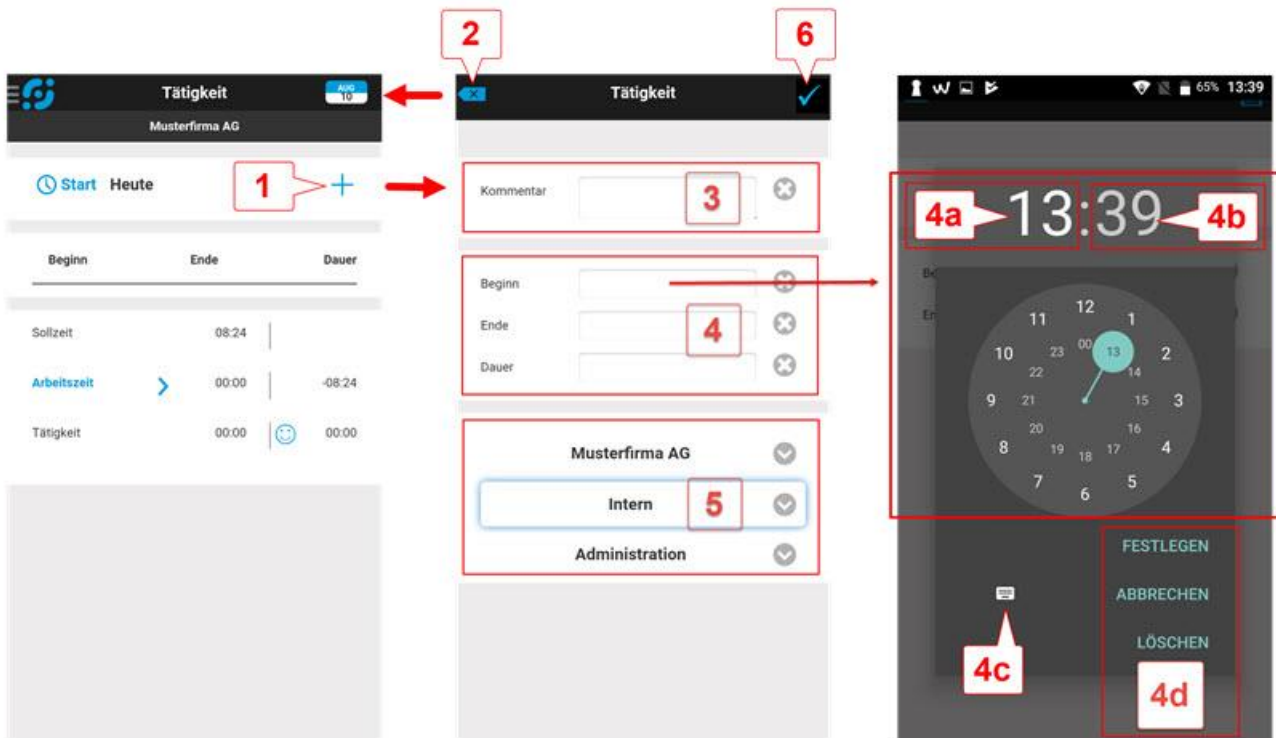 2
6
Tätigkeit
AUG
10
Musterfirma AG
Start Heute
1
Beginn Ende Dauer
Sollzeit 08:24
Arbeitszeit 00:00 -08:24
Tätigkeit 00:00 00:00
Tätigkeit
Kommentar
3
Beginn
Ende
4
Dauer
Musterfirma AG
Intern
5
Administration
65% 13:39
4a
13:39
4b
Be
En
12
11
1
00
10
23
13
2
22
14
9
21
15
3
20
16
8
19
17
4
18
7
5
6
FESTLEGEN
ABBRECHEN
LÖSCHEN
4c
4d